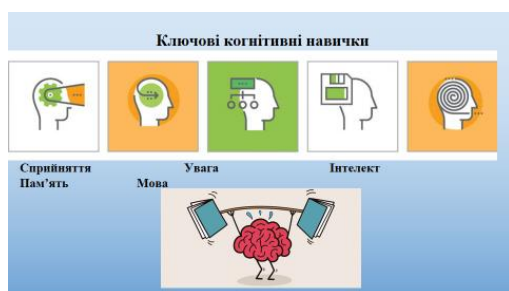 Ключові когнітивні навички
Сприйняття Увага Інтелект
Пам’ять Мова